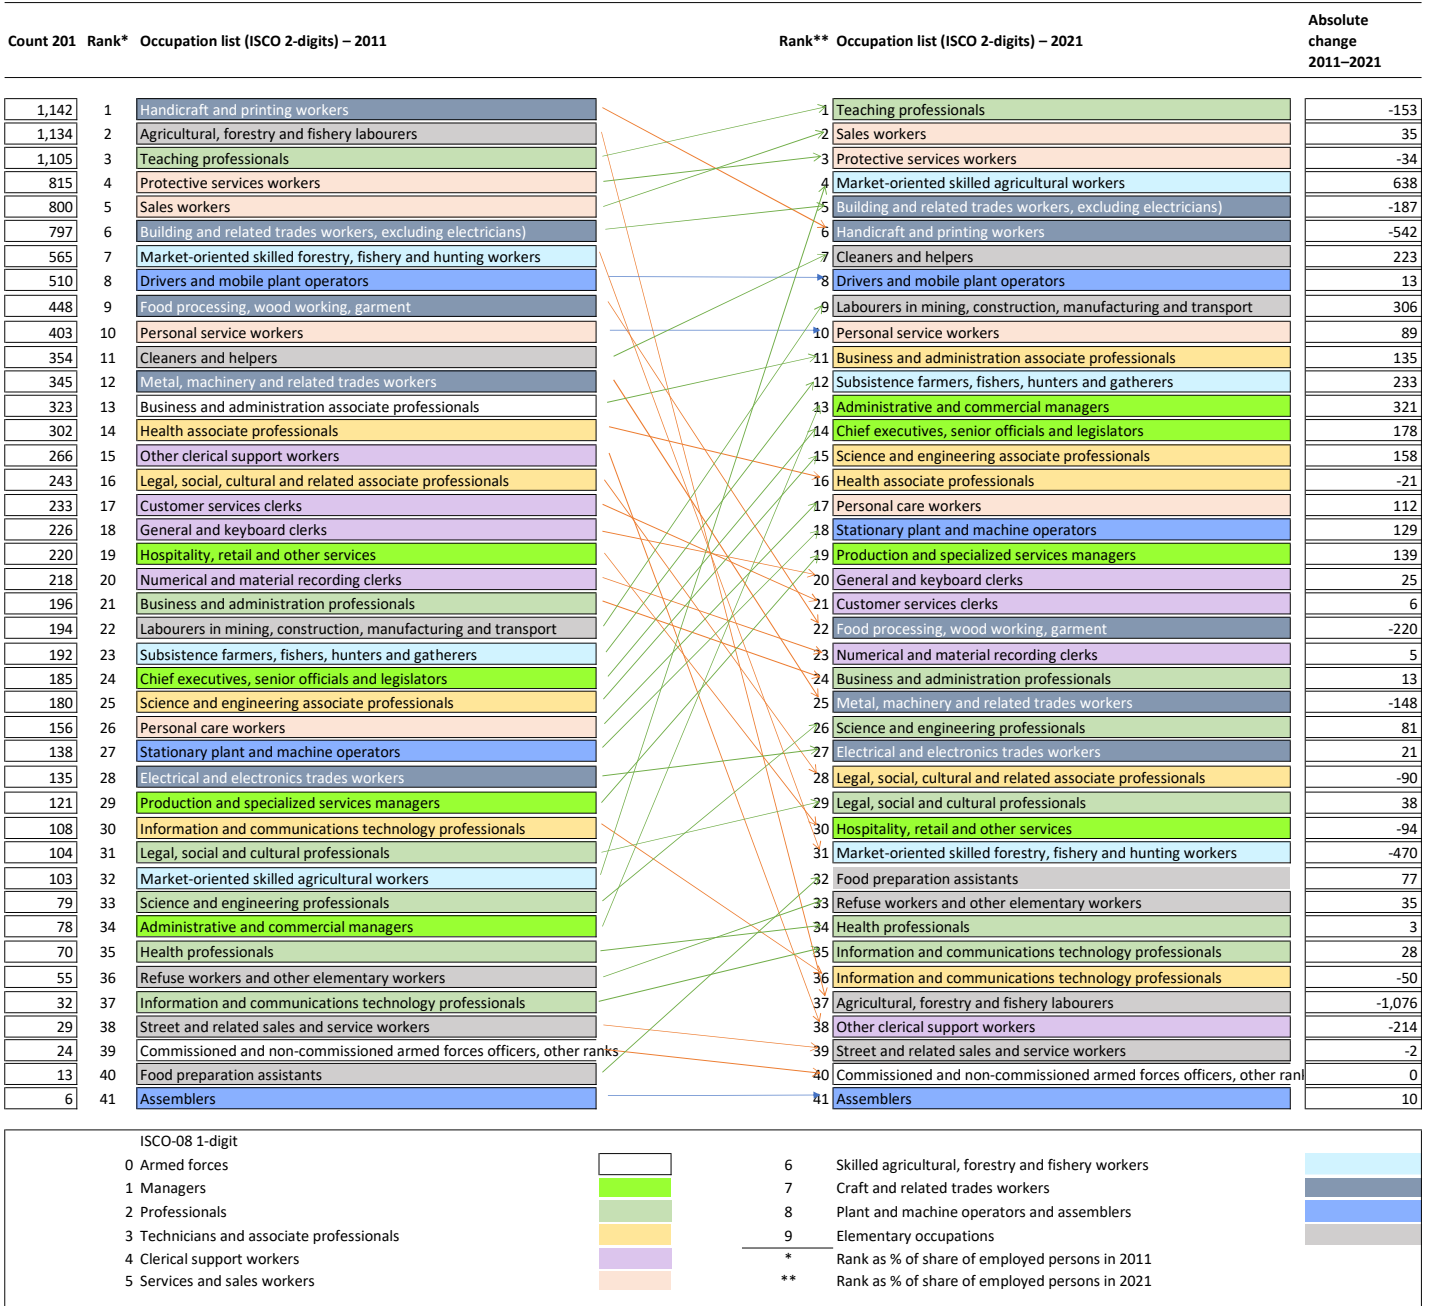 Count 201 Rank* Occupation list (ISCO 2-digits) – 2011 Rank** Occupation list (ISCO 2-digits) – 2021 Absolute change 2011–2021
1,142 1 Handicraft and printing workers 1 Teaching professionals -153
1,134 2 Agricultural, forestry and fishery labourers 2 Sales workers 35
1,105 3 Teaching professionals 3 Protective services workers -34
815 4 Protective services workers 4 Market-oriented skilled agricultural workers 638
800 5 Sales workers 5 Building and related trades workers, excluding electricians) -187
797 6 Building and related trades workers, excluding electricians) 6 Handicraft and printing workers -542
565 7 Market-oriented skilled forestry, fishery and hunting workers 7 Cleaners and helpers 223
510 8 Drivers and mobile plant operators 8 Drivers and mobile plant operators 13
448 9 Food processing, wood working, garment 9 Labourers in mining, construction, manufacturing and transport 306
403 10 Personal service workers 10 Personal service workers 89
354 11 Cleaners and helpers 11 Business and administration associate professionals 135
345 12 Metal, machinery and related trades workers 12 Subsistence farmers, fishers, hunters and gatherers 233
323 13 Business and administration associate professionals 13 Administrative and commercial managers 321
302 14 Health associate professionals 14 Chief executives, senior officials and legislators 178
266 15 Other clerical support workers 15 Science and engineering associate professionals 158
243 16 Legal, social, cultural and related associate professionals 16 Health associate professionals -21
233 17 Customer services clerks 17 Personal care workers 112
226 18 General and keyboard clerks 18 Stationary plant and machine operators 129
220 19 Hospitality, retail and other services 19 Production and specialized services managers 139
218 20 Numerical and material recording clerks 20 General and keyboard clerks 25
196 21 Business and administration professionals 21 Customer services clerks 6
194 22 Labourers in mining, construction, manufacturing and transport 22 Food processing, wood working, garment -220
192 23 Subsistence farmers, fishers, hunters and gatherers 23 Numerical and material recording clerks 5
185 24 Chief executives, senior officials and legislators 24 Business and administration professionals 13
180 25 Science and engineering associate professionals 25 Metal, machinery and related trades workers -148
156 26 Personal care workers 26 Science and engineering professionals 81
138 27 Stationary plant and machine operators 27 Electrical and electronics trades workers 21
135 28 Electrical and electronics trades workers 28 Legal, social, cultural and related associate professionals -90
121 29 Production and specialized services managers 29 Legal, social and cultural professionals 38
108 30 Information and communications technology professionals 30 Hospitality, retail and other services -94
104 31 Legal, social and cultural professionals 31 Market-oriented skilled forestry, fishery and hunting workers -470
103 32 Market-oriented skilled agricultural workers 32 Food preparation assistants 77
79 33 Science and engineering professionals 33 Refuse workers and other elementary workers 35
78 34 Administrative and commercial managers 34 Health professionals 3
70 35 Health professionals 35 Information and communications technology professionals 28
55 36 Refuse workers and other elementary workers 36 Information and communications technology professionals -50
32 37 Information and communications technology professionals 37 Agricultural, forestry and fishery labourers -1,076
29 38 Street and related sales and service workers 38 Other clerical support workers -214
24 39 Commissioned and non-commissioned armed forces officers, other ranks 39 Street and related sales and service workers -2
13 40 Food preparation assistants 40 Commissioned and non-commissioned armed forces officers, other rank 0
6 41 Assemblers 41 Assemblers 10
ISCO-08 1-digit
0 Armed forces 6 Skilled agricultural, forestry and fishery workers
1 Managers 7 Craft and related trades workers
2 Professionals 8 Plant and machine operators and assemblers
3 Technicians and associate professionals 9 Elementary occupations
4 Clerical support workers * Rank as % of share of employed persons in 2011
5 Services and sales workers ** Rank as % of share of employed persons in 2021